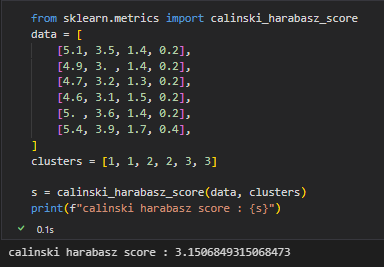 from sklearn.metrics import calinski_harabasz_score
data = [
    [5.1, 3.5, 1.4, 0.2],
    [4.9, 3. , 1.4, 0.2],
    [4.7, 3.2, 1.3, 0.2],
    [4.6, 3.1, 1.5, 0.2],
    [5. , 3.6, 1.4, 0.2],
    [5.4, 3.9, 1.7, 0.4],
]
clusters = [1, 1, 2, 2, 3, 3]
s = calinski_harabasz_score(data, clusters)
print(f"calinski harabasz score : {s}")
✓ 0.1s
calinski harabasz score : 3.1506849315068473